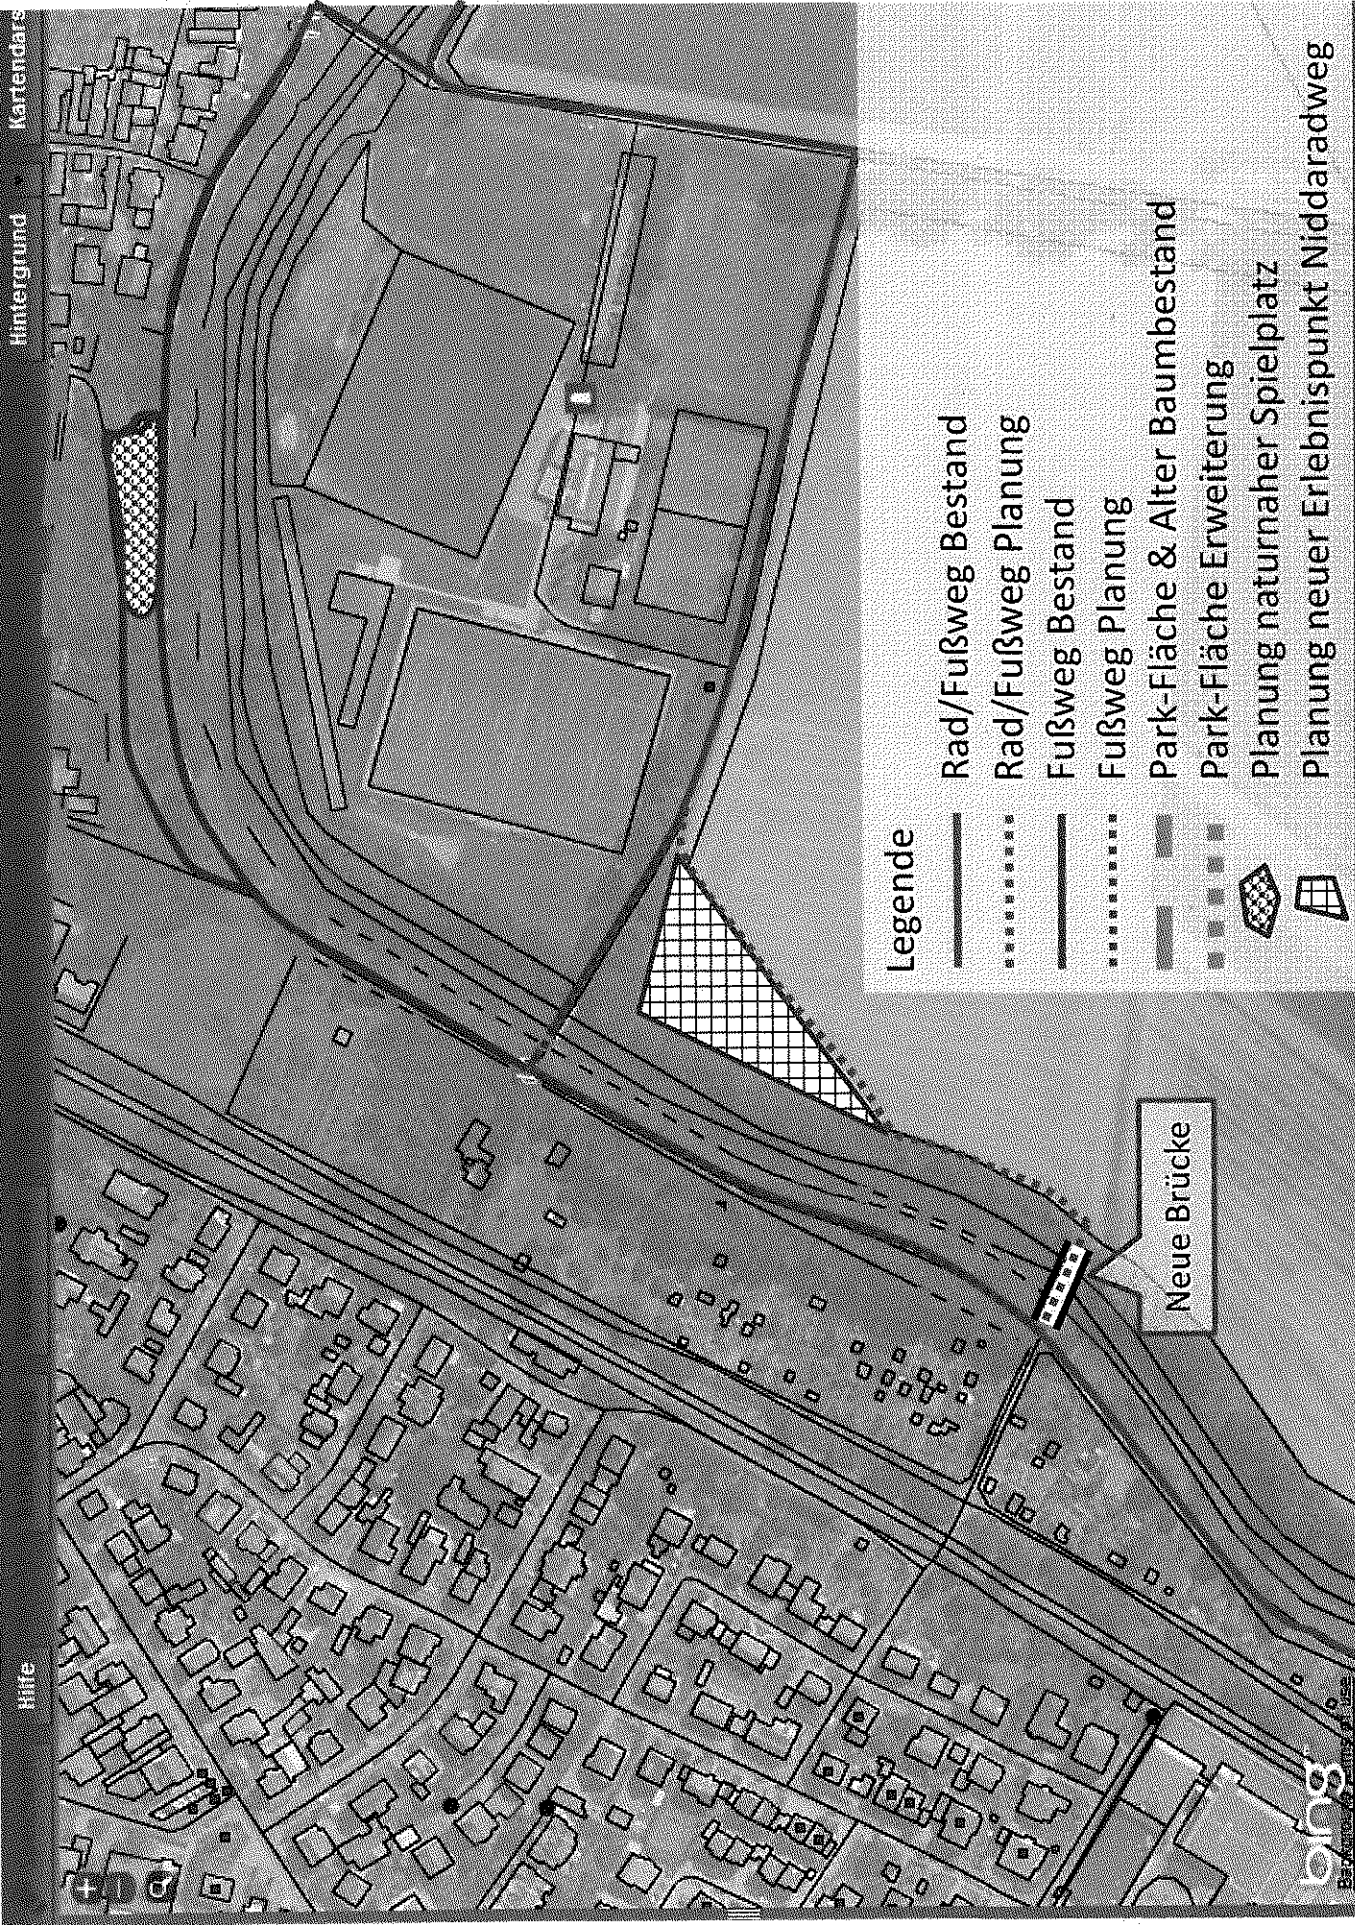 Hilfe
Hintergrund
Kartendars
Neue Brücke
Legende
Rad/Fußweg Bestand
Rad/Fußweg Planung
Fußweg Bestand
Fußweg Planung
Park-Fläche & Alter Baumbestand
Park-Fläche Erweiterung
Planung naturnaher Spielplatz
Planung neuer Erlebnispunkt Niddaradweg
bing